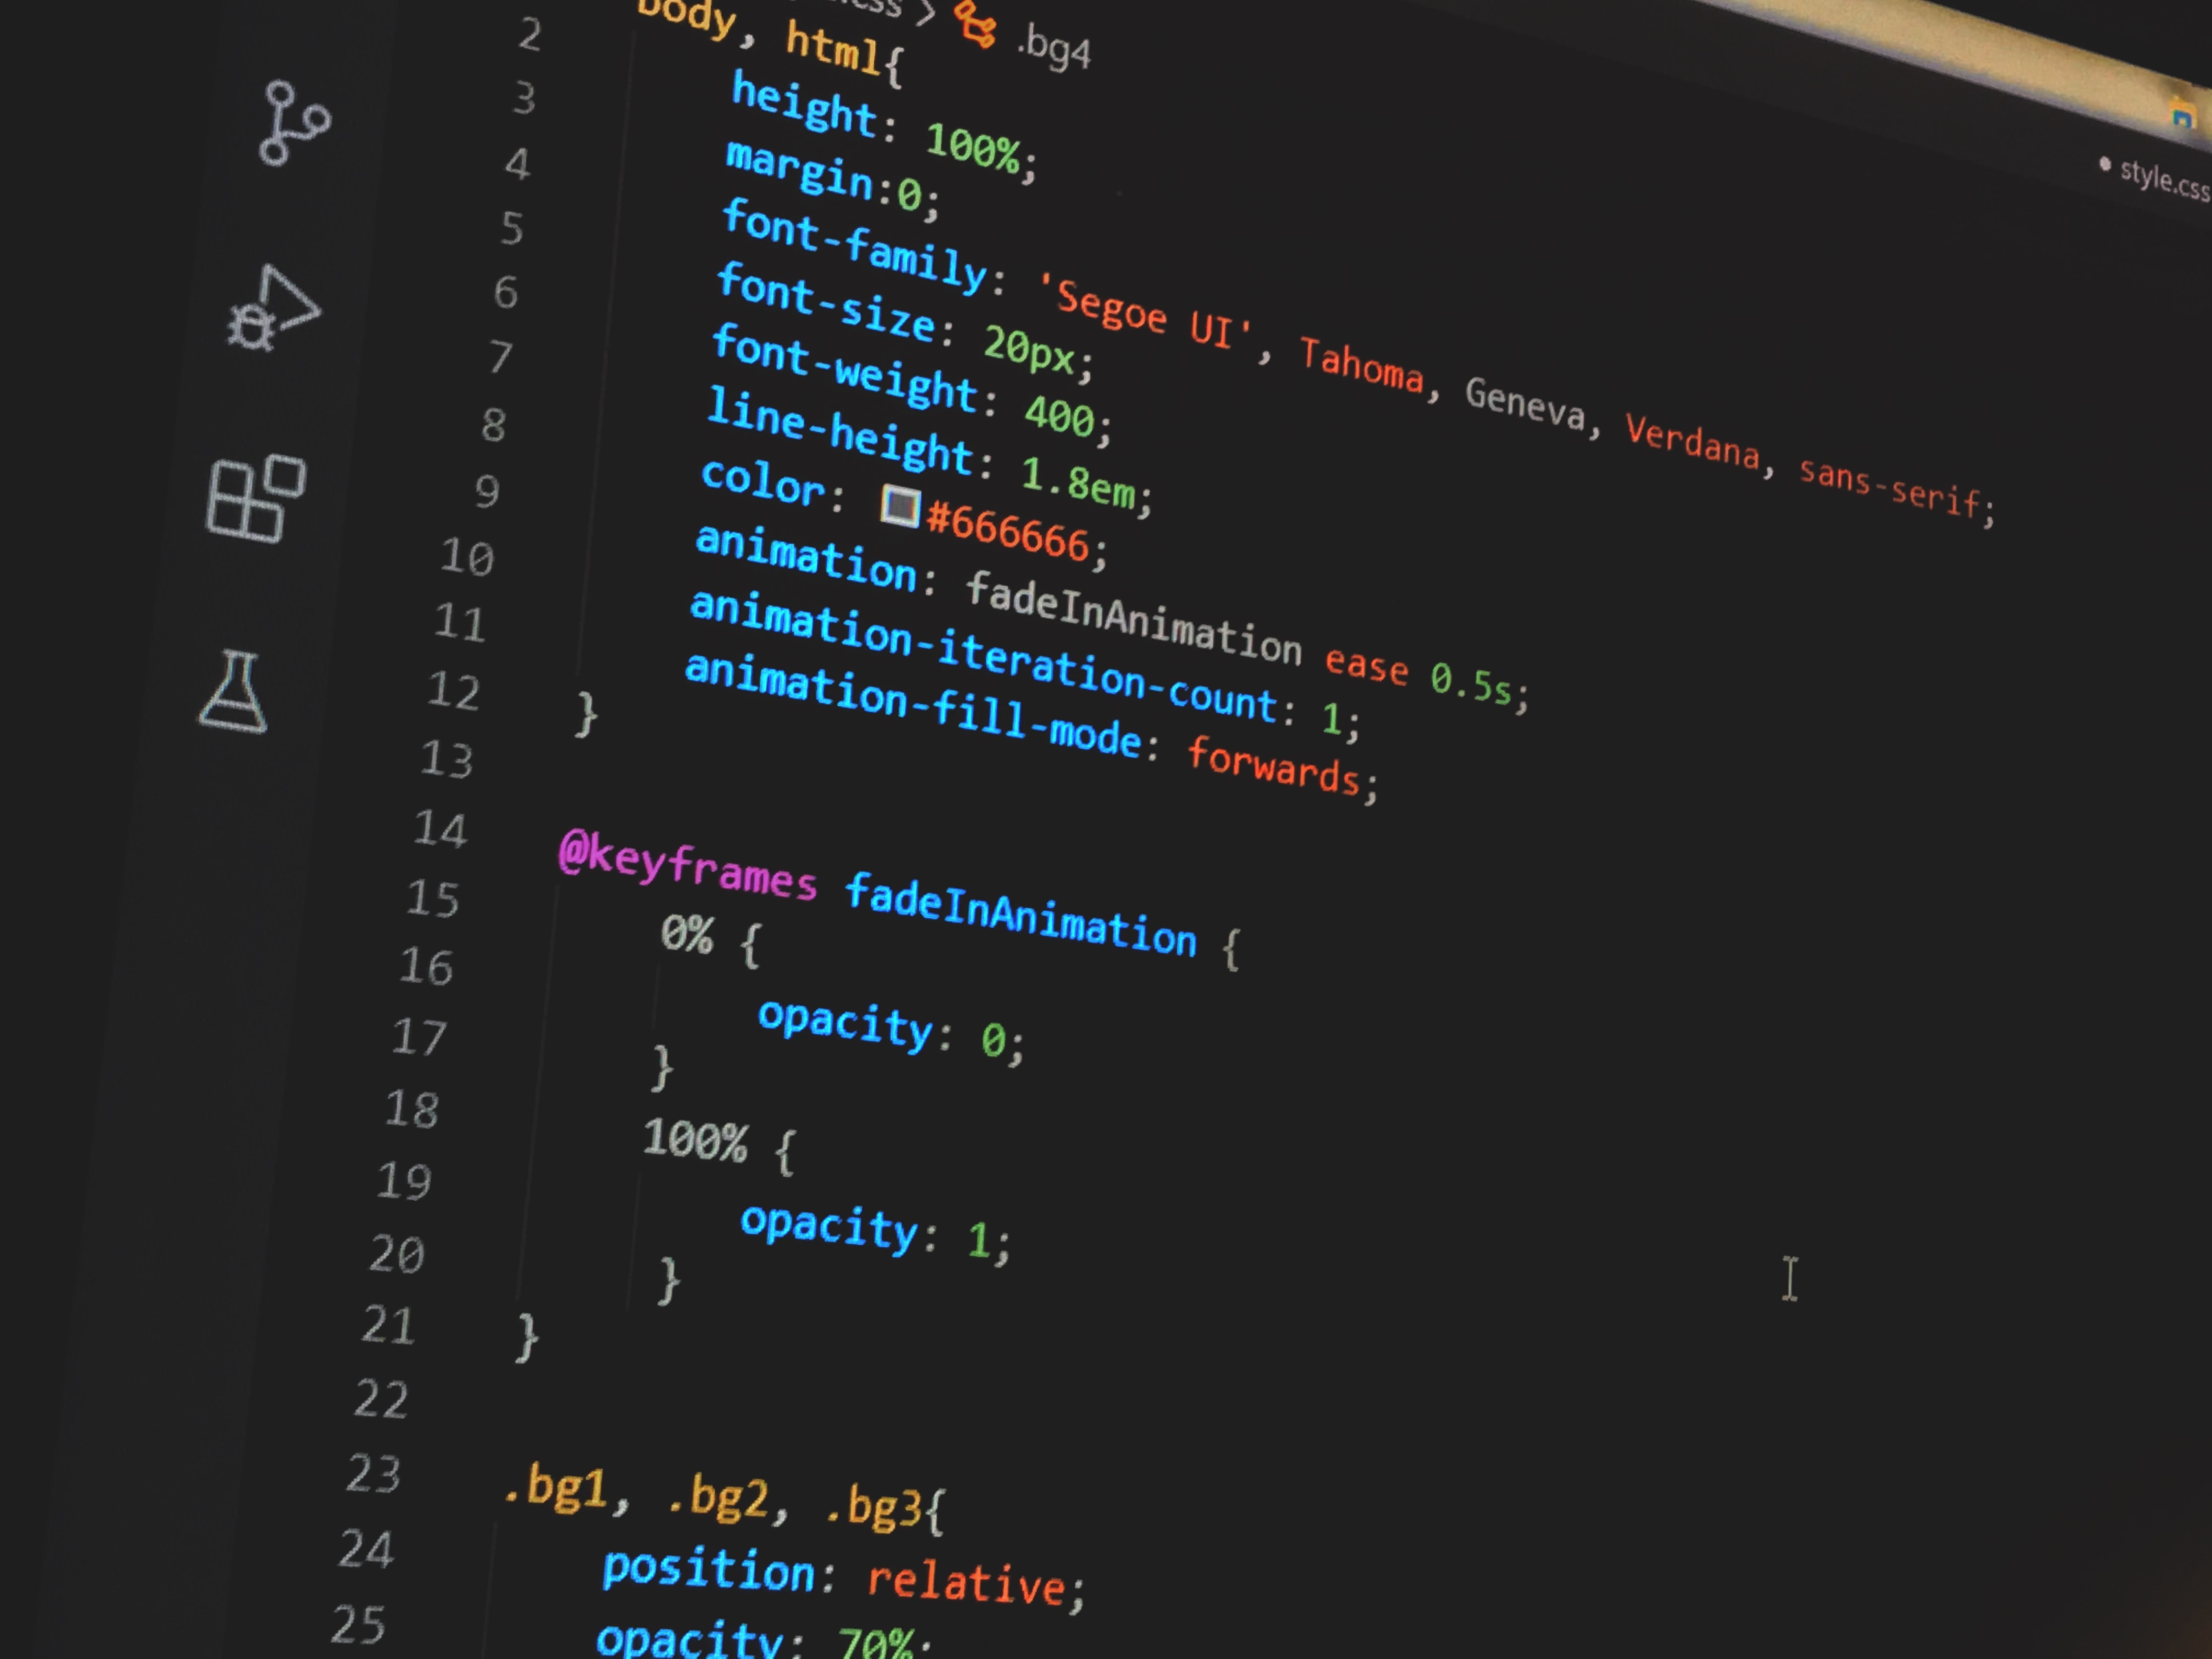 css > .bg4
style.css
2 body, html{
3 height: 100%;
4 margin:0;
5 font-family: 'Segoe UI', Tahoma, Geneva, Verdana, sans-serif;
6 font-size: 20px;
7 font-weight: 400;
8 line-height: 1.8em;
9 color: #666666;
10 animation: fadeInAnimation ease 0.5s;
11 animation-iteration-count: 1;
12 animation-fill-mode: forwards;
13 }
14
15 @keyframes fadeInAnimation {
16 0% {
17 opacity: 0;
18 }
19 100% {
20 opacity: 1;
21 }
22 }
23
24 .bg1, .bg2, .bg3{
25 position: relative;
opacity: 70%;